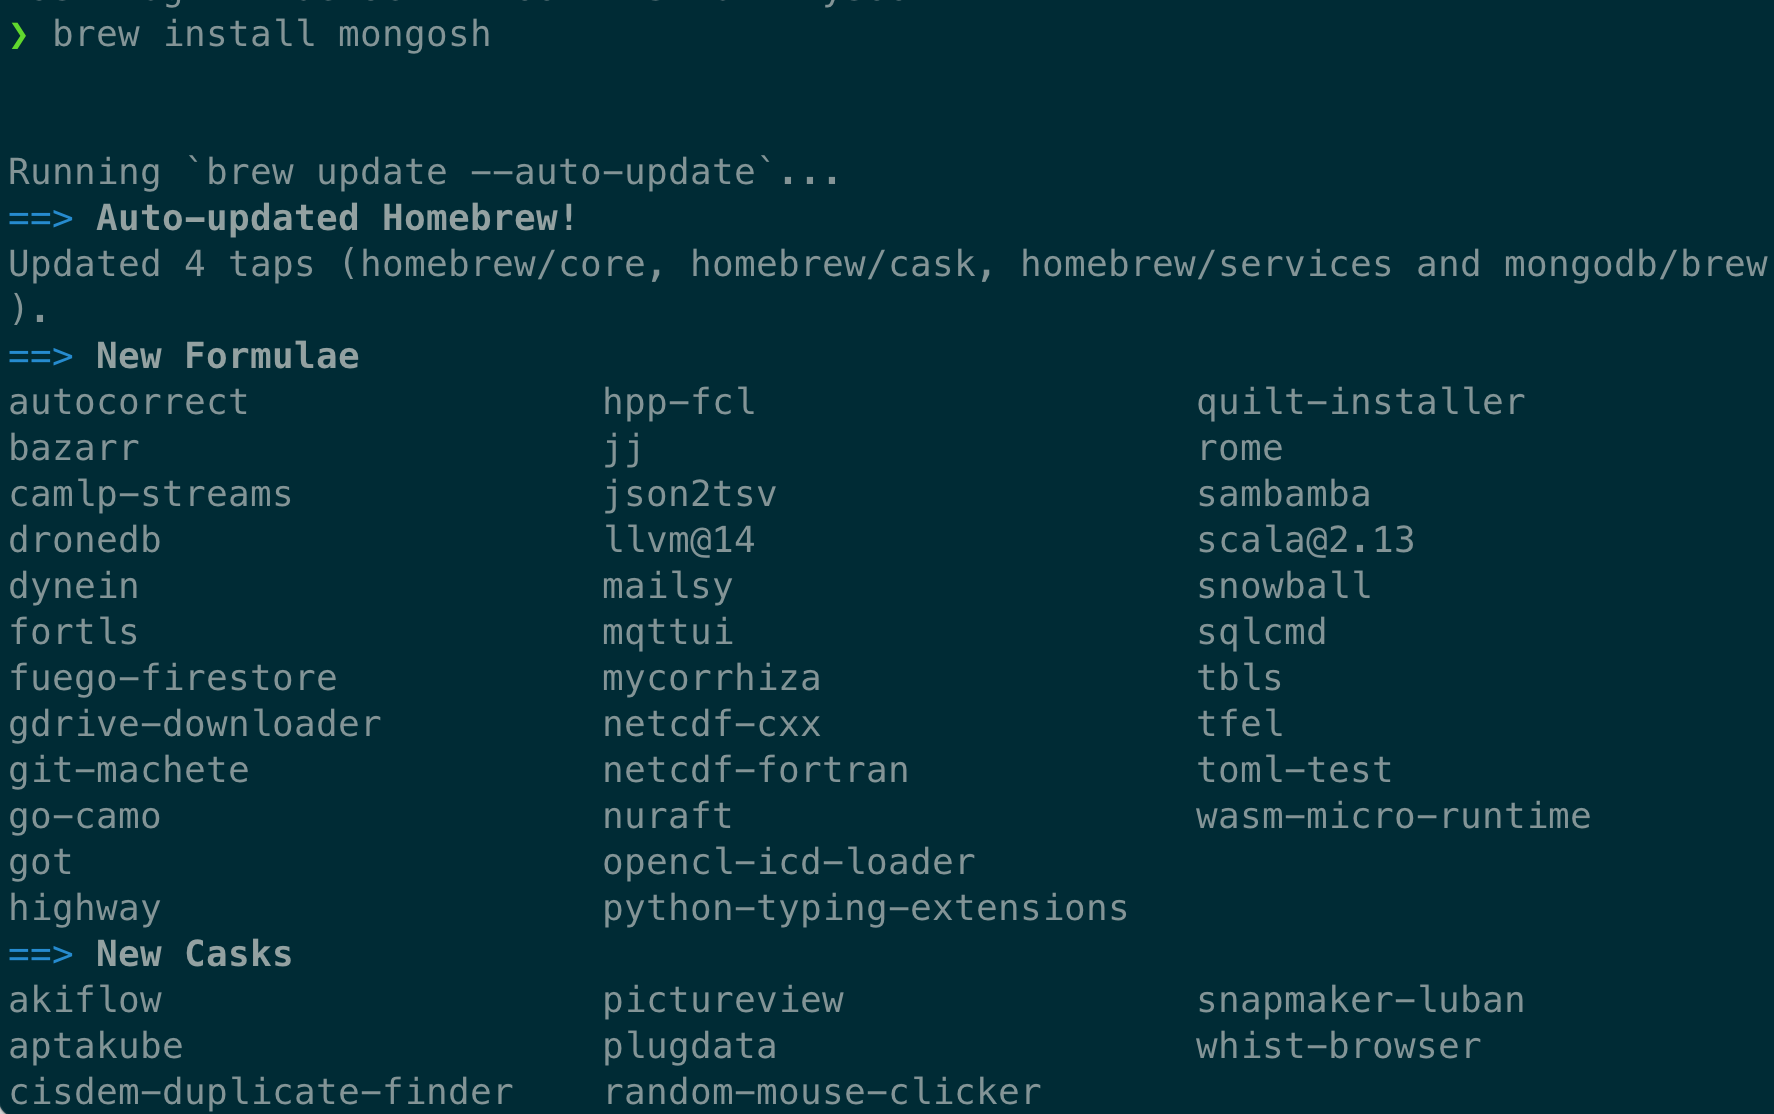 ❯ brew install mongosh
Running `brew update --auto-update`...
==> Auto-updated Homebrew!
Updated 4 taps (homebrew/core, homebrew/cask, homebrew/services and mongodb/brew
).
==> New Formulae
autocorrect hpp-fcl quilt-installer
bazarr jj rome
camlp-streams json2tsv sambamba
dronedb llvm@14 scala@2.13
dynein mailsy snowball
fortls mqttui sqlcmd
fuego-firestore mycorrhiza tbls
gdrive-downloader netcdf-cxx tfel
git-machete netcdf-fortran toml-test
go-camo nuraft wasm-micro-runtime
got opencl-icd-loader
highway python-typing-extensions
==> New Casks
akiflow pictureview snapmaker-luban
aptakube plugdata whist-browser
cisdem-duplicate-finder random-mouse-clicker